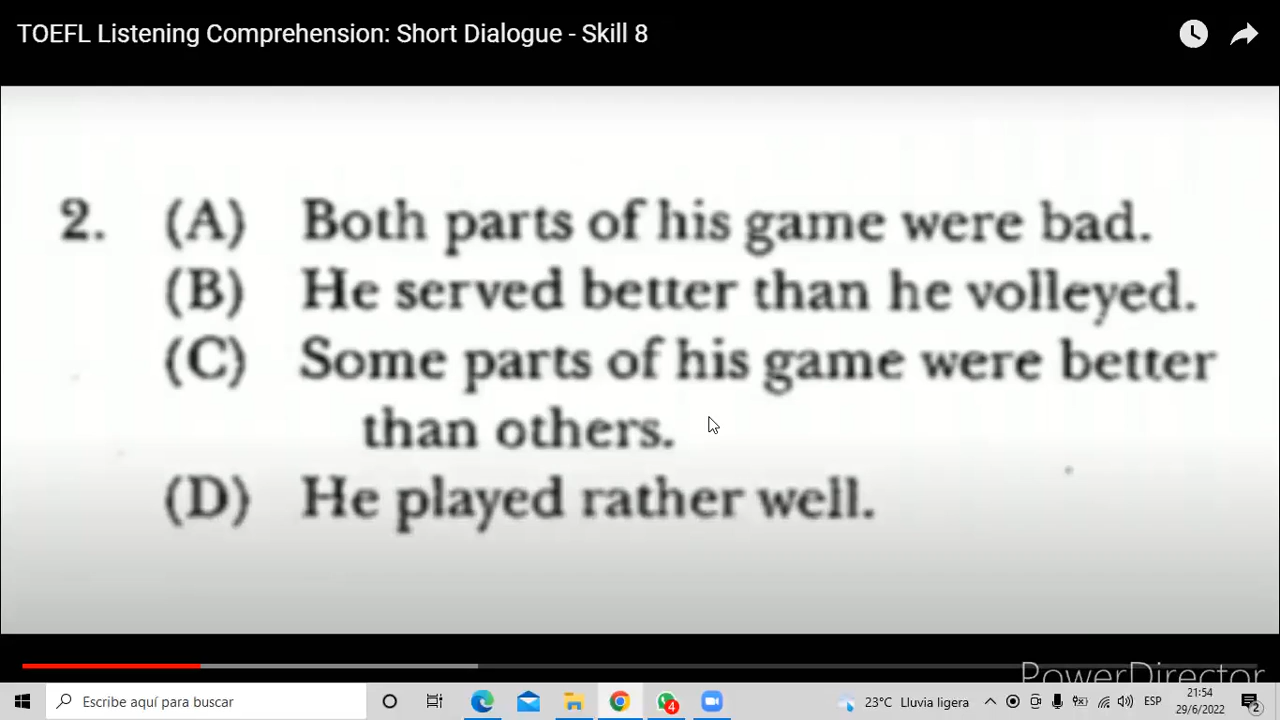 TOEFL Listening Comprehension: Short Dialogue - Skill 8
2. (A) Both parts of his game were bad.
(B) He served better than he volleyed.
(C) Some parts of his game were better
than others.
(D) He played rather well.
PowerDirector
Escribe aquí para buscar
4
23°C Lluvia ligera
ESP
21:54
29/6/2022
2